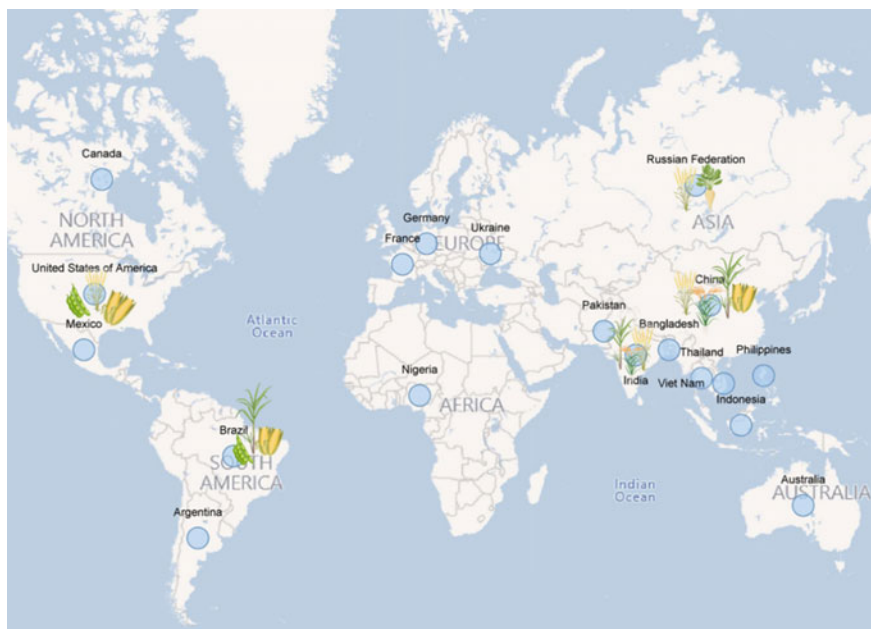 Canada
Russian Federation
NORTH
AMERICA
ASIA
Germany
Ukraine
France
EUROPE
United States of America
China
Mexico
Atlantic
Ocean
Pakistan
Bangladesh
Thailand
Philippines
Nigeria
India
Viet Nam
Indonesia
AFRICA
Brazil
SOUTH
AMERICA
Indian
Ocean
Australia
AUSTRALIA
Argentina